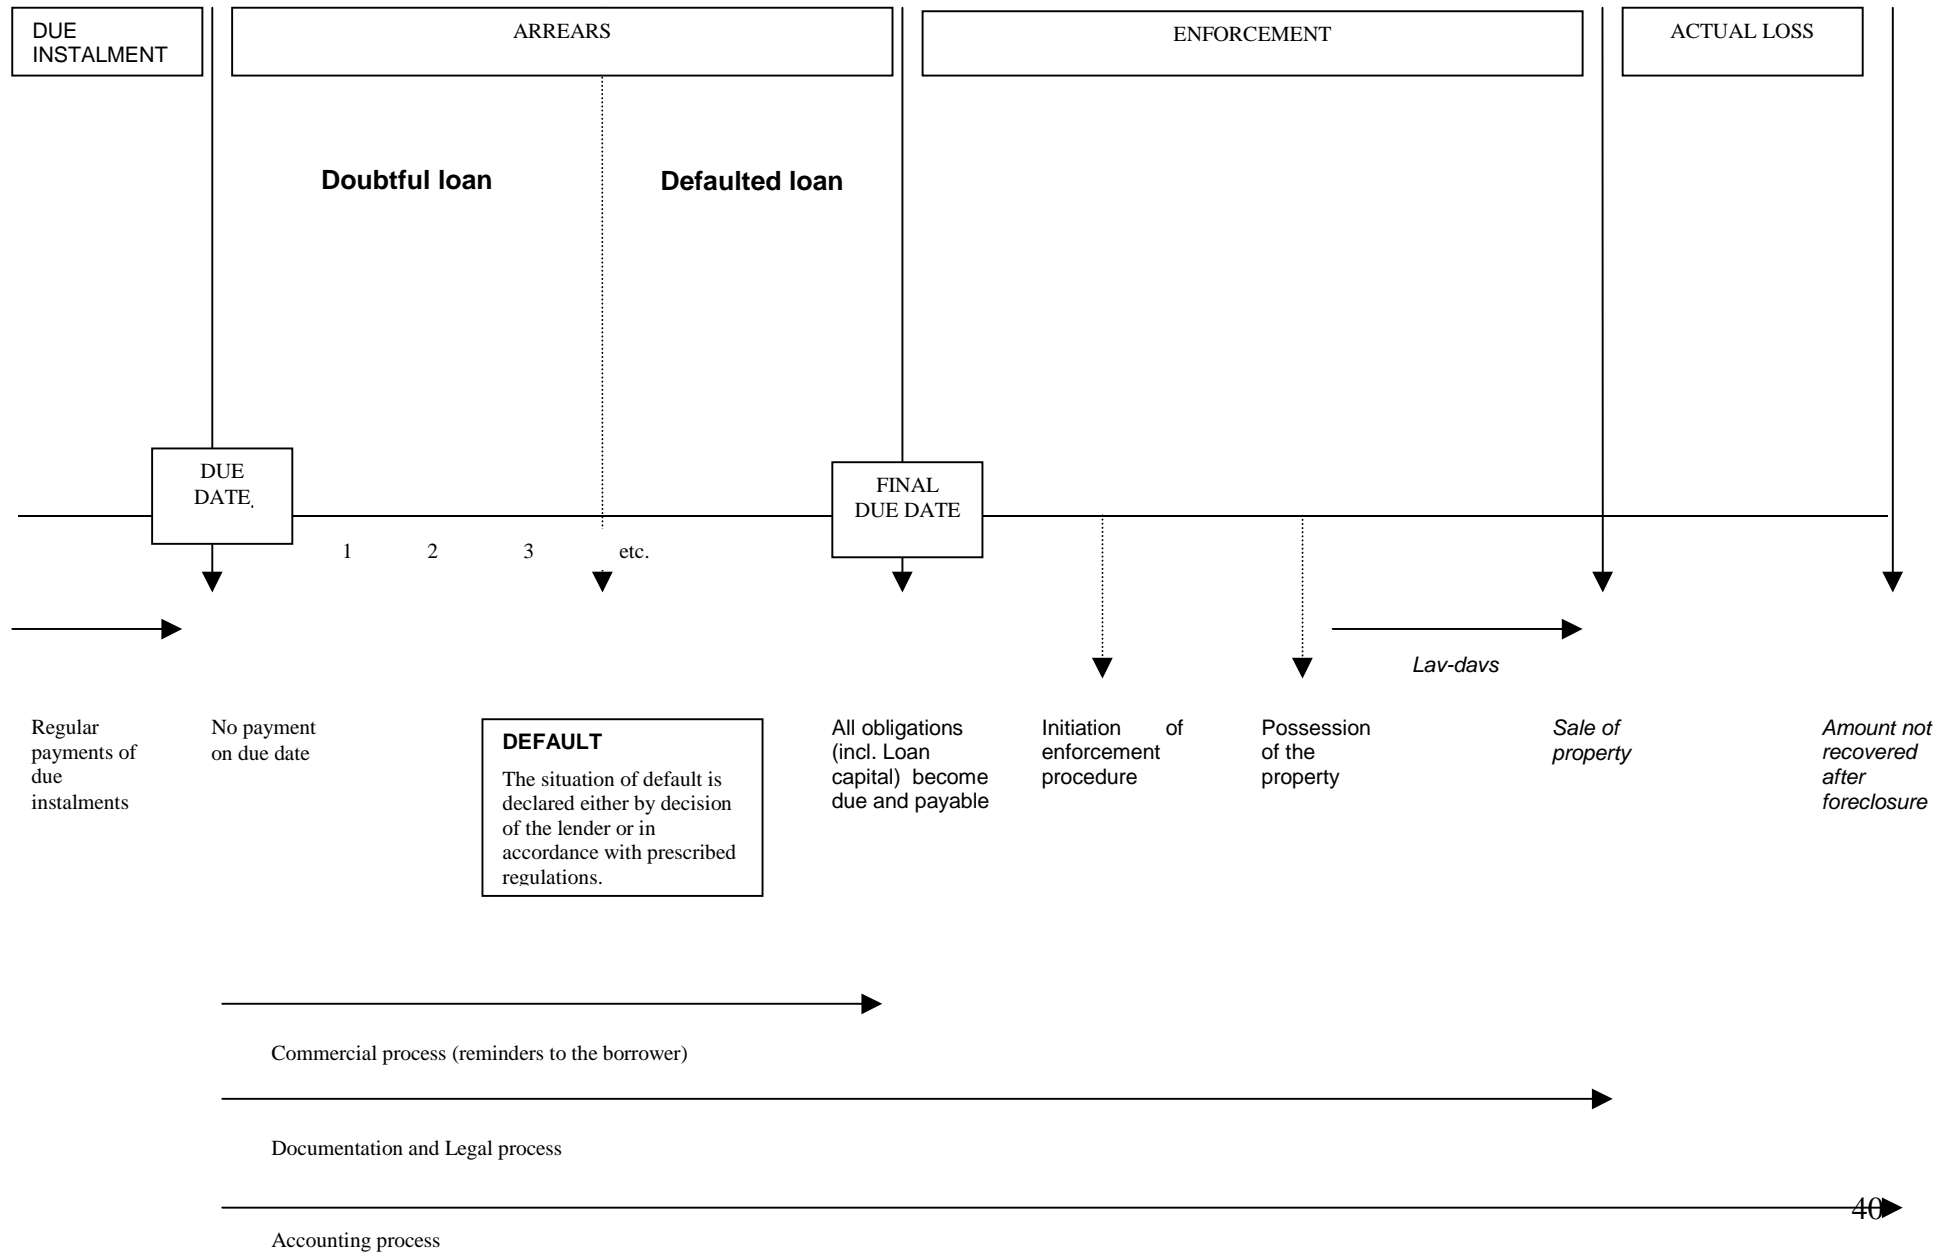 DUE
INSTALMENT
ARREARS
ENFORCEMENT
ACTUAL LOSS
Doubtful loan
Defaulted loan
DUE
DATE.
FINAL
DUE DATE
1 2 3 etc.
Lav-davs
Regular
payments of
due
instalments
No payment
on due date
DEFAULT
The situation of default is
declared either by decision
of the lender or in
accordance with prescribed
regulations.
All obligations
(incl. Loan
capital) become
due and payable
Initiation of
enforcement
procedure
Possession
of the
property
Sale of
property
Amount not
recovered
after
foreclosure
Commercial process (reminders to the borrower)
Documentation and Legal process
40
Accounting process